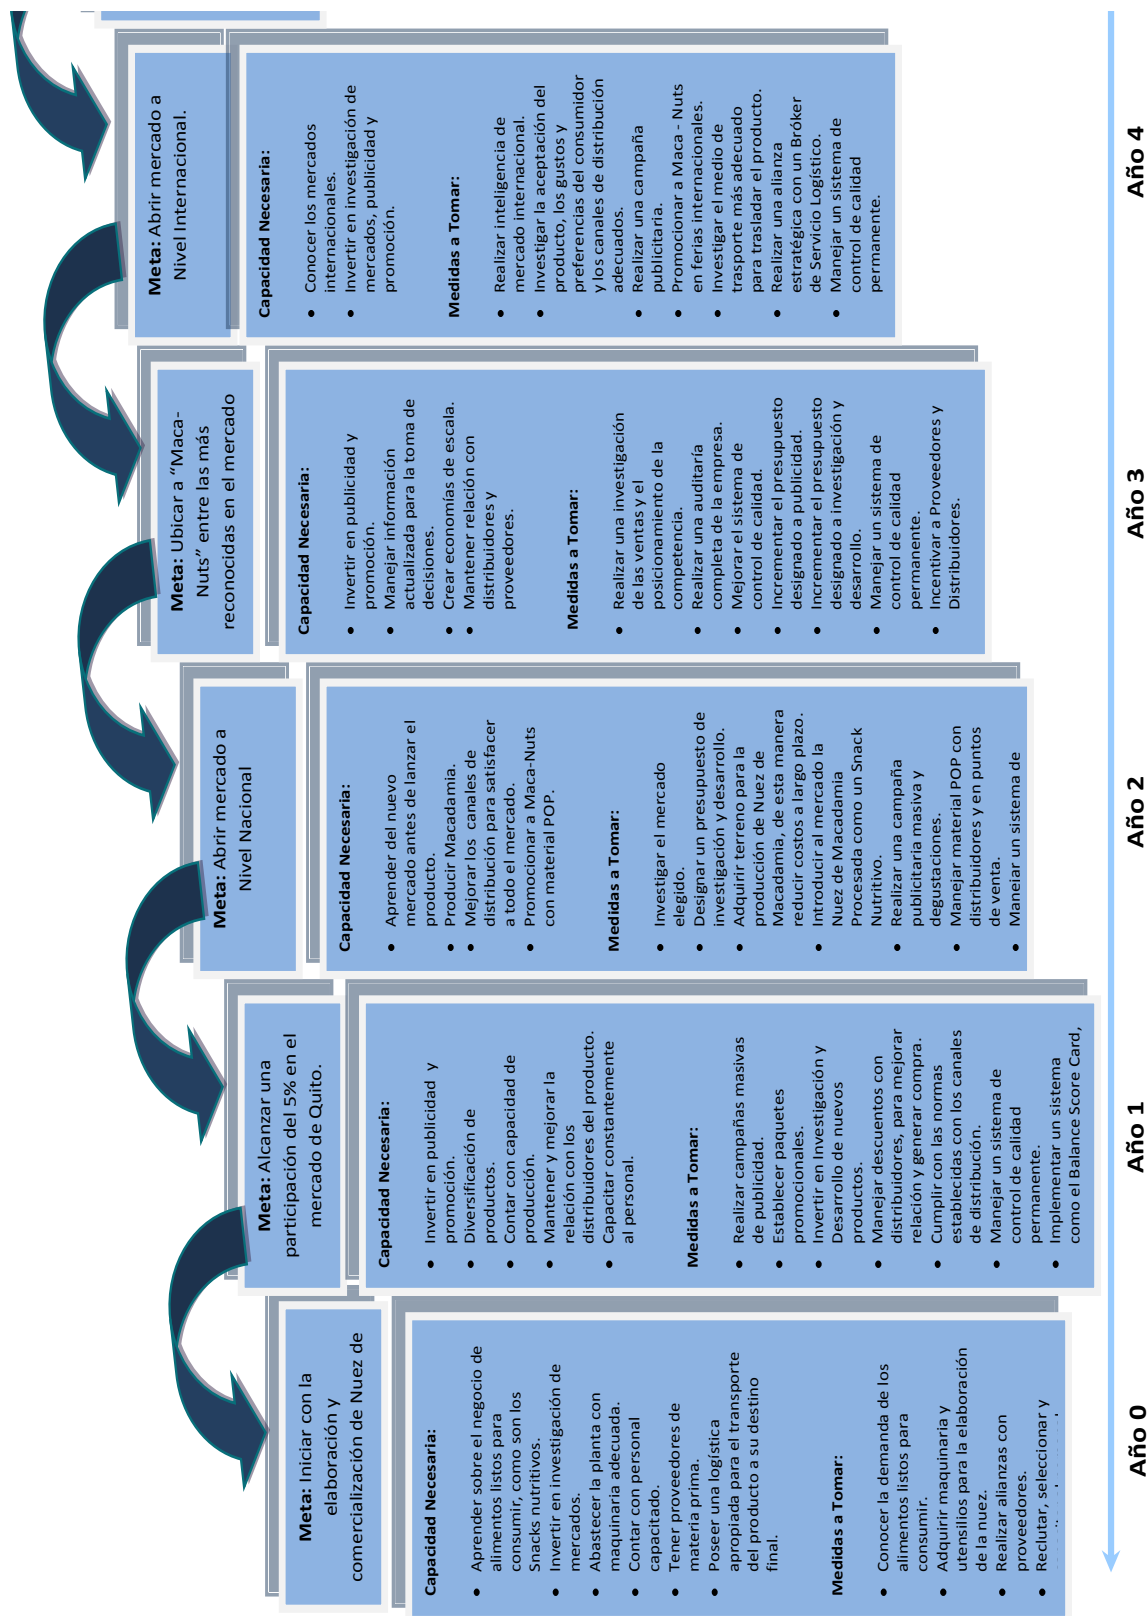 Meta: Iniciar con la
elaboración y
comercialización de Nuez de
Capacidad Necesaria:
• Aprender sobre el negocio de
alimentos listos para
consumir, como son los
Snacks nutritivos.
• Invertir en investigación de
mercados.
• Abastecer la planta con
maquinaria adecuada.
• Contar con personal
capacitado.
• Tener proveedores de
materia prima.
• Poseer una logística
apropiada para el transporte
del producto a su destino
final.
Medidas a Tomar:
• Conocer la demanda de los
alimentos listos para
consumir.
• Adquirir maquinaria y
utensilios para la elaboración
de la nuez.
• Realizar alianzas con
proveedores.
• Reclutar, seleccionar y
Año 0
Meta: Alcanzar una
participación del 5% en el
mercado de Quito.
Capacidad Necesaria:
• Invertir en publicidad y
promoción.
• Diversificación de
productos.
• Contar con capacidad de
producción.
• Mantener y mejorar la
relación con los
distribuidores del producto.
• Capacitar constantemente
al personal.
Medidas a Tomar:
• Realizar campañas masivas
de publicidad.
• Establecer paquetes
promocionales.
• Invertir en Investigación y
Desarrollo de nuevos
productos.
• Manejar descuentos con
distribuidores, para mejorar
relación y generar compra.
• Cumplir con las normas
establecidas con los canales
de distribución.
• Manejar un sistema de
control de calidad
permanente.
• Implementar un sistema
como el Balance Score Card,
Año 1
Meta: Abrir mercado a
Nivel Nacional
Capacidad Necesaria:
• Aprender del nuevo
mercado antes de lanzar el
producto.
• Producir Macadamia.
• Mejorar los canales de
distribución para satisfacer
a todo el mercado.
• Promocionar a Maca-Nuts
con material POP.
Medidas a Tomar:
• Investigar el mercado
elegido.
• Designar un presupuesto de
investigación y desarrollo.
• Adquirir terreno para la
producción de Nuez de
Macadamia, de esta manera
reducir costos a largo plazo.
• Introducir al mercado la
Nuez de Macadamia
Procesada como un Snack
Nutritivo.
• Realizar una campaña
publicitaria masiva y
degustaciones.
• Manejar material POP con
distribuidores y en puntos
de venta.
• Manejar un sistema de
Año 2
Meta: Ubicar a “Maca-
Nuts” entre las más
reconocidas en el mercado
Capacidad Necesaria:
• Invertir en publicidad y
promoción.
• Manejar información
actualizada para la toma de
decisiones.
• Crear economías de escala.
• Mantener relación con
distribuidores y
proveedores.
Medidas a Tomar:
• Realizar una investigación
de las ventas y el
posicionamiento de la
competencia.
• Realizar una auditaría
completa de la empresa.
• Mejorar el sistema de
control de calidad.
• Incrementar el presupuesto
designado a publicidad.
• Incrementar el presupuesto
designado a investigación y
desarrollo.
• Manejar un sistema de
control de calidad
permanente.
• Incentivar a Proveedores y
Distribuidores.
Año 3
Meta: Abrir mercado a
Nivel Internacional.
Capacidad Necesaria:
• Conocer los mercados
internacionales.
• Invertir en investigación de
mercados, publicidad y
promoción.
Medidas a Tomar:
• Realizar inteligencia de
mercado internacional.
• Investigar la aceptación del
producto, los gustos y
preferencias del consumidor
y los canales de distribución
adecuados.
• Realizar una campaña
publicitaria.
• Promocionar a Maca - Nuts
en ferias internacionales.
• Investigar el medio de
trasporte más adecuado
para trasladar el producto.
• Realizar una alianza
estratégica con un Bróker
de Servicio Logístico.
• Manejar un sistema de
control de calidad
permanente.
Año 4